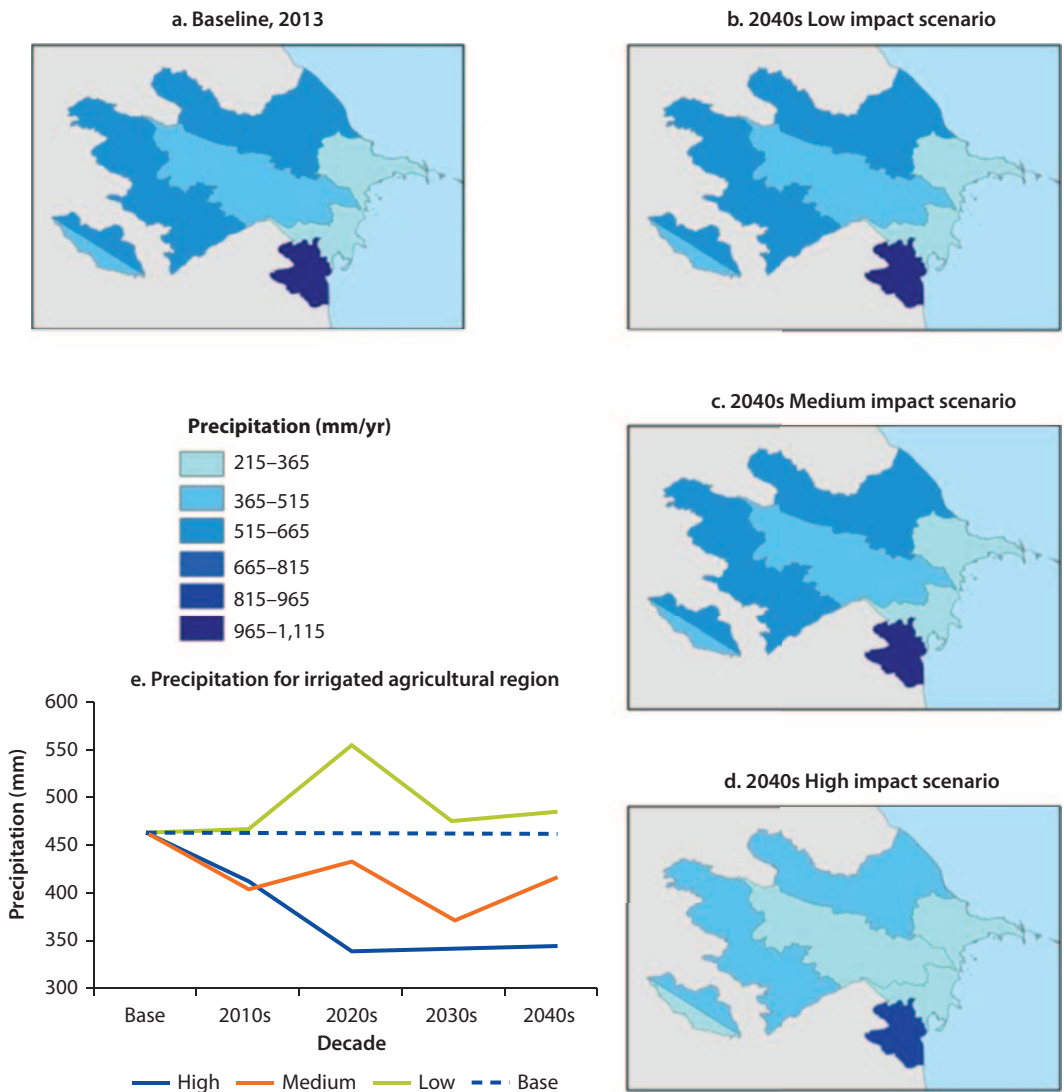 a. Baseline, 2013
b. 2040s Low impact scenario
c. 2040s Medium impact scenario
Precipitation (mm/yr)
215–365
365–515
515–665
665–815
815–965
965–1,115
e. Precipitation for irrigated agricultural region
600
550
500
450
400
350
300
Precipitation (mm)
Base
2010s
2020s
2030s
2040s
Decade
High
Medium
Low
Base
d. 2040s High impact scenario